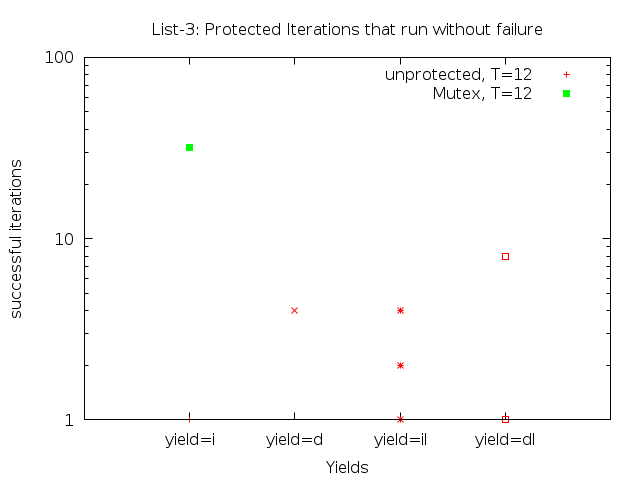 List-3: Protected Iterations that run without failure
100
unprotected, T=12
Mutex, T=12
successful iterations
10
1
yield=i yield=d yield=il yield=dl
Yields